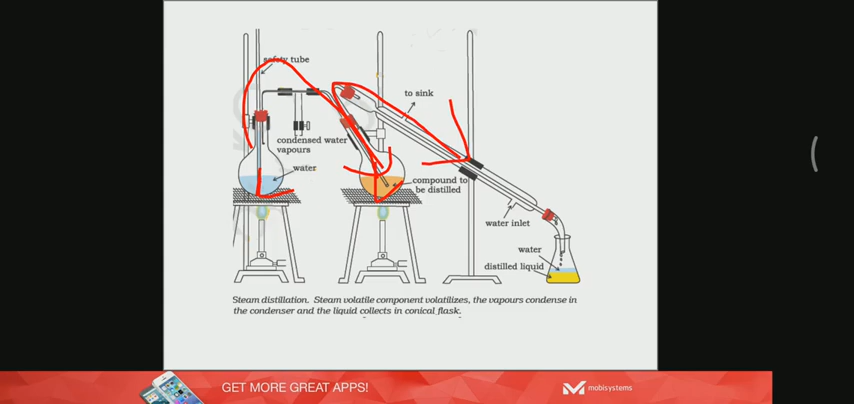 safety tube
to sink
condensed water
vapours
water
compound to
be distilled
water inlet
water
distilled liquid
Steam distillation. Steam volatile component volatilizes, the vapours condense in
the condenser and the liquid collects in conical flask.
GET MORE GREAT APPS!
mobisystems